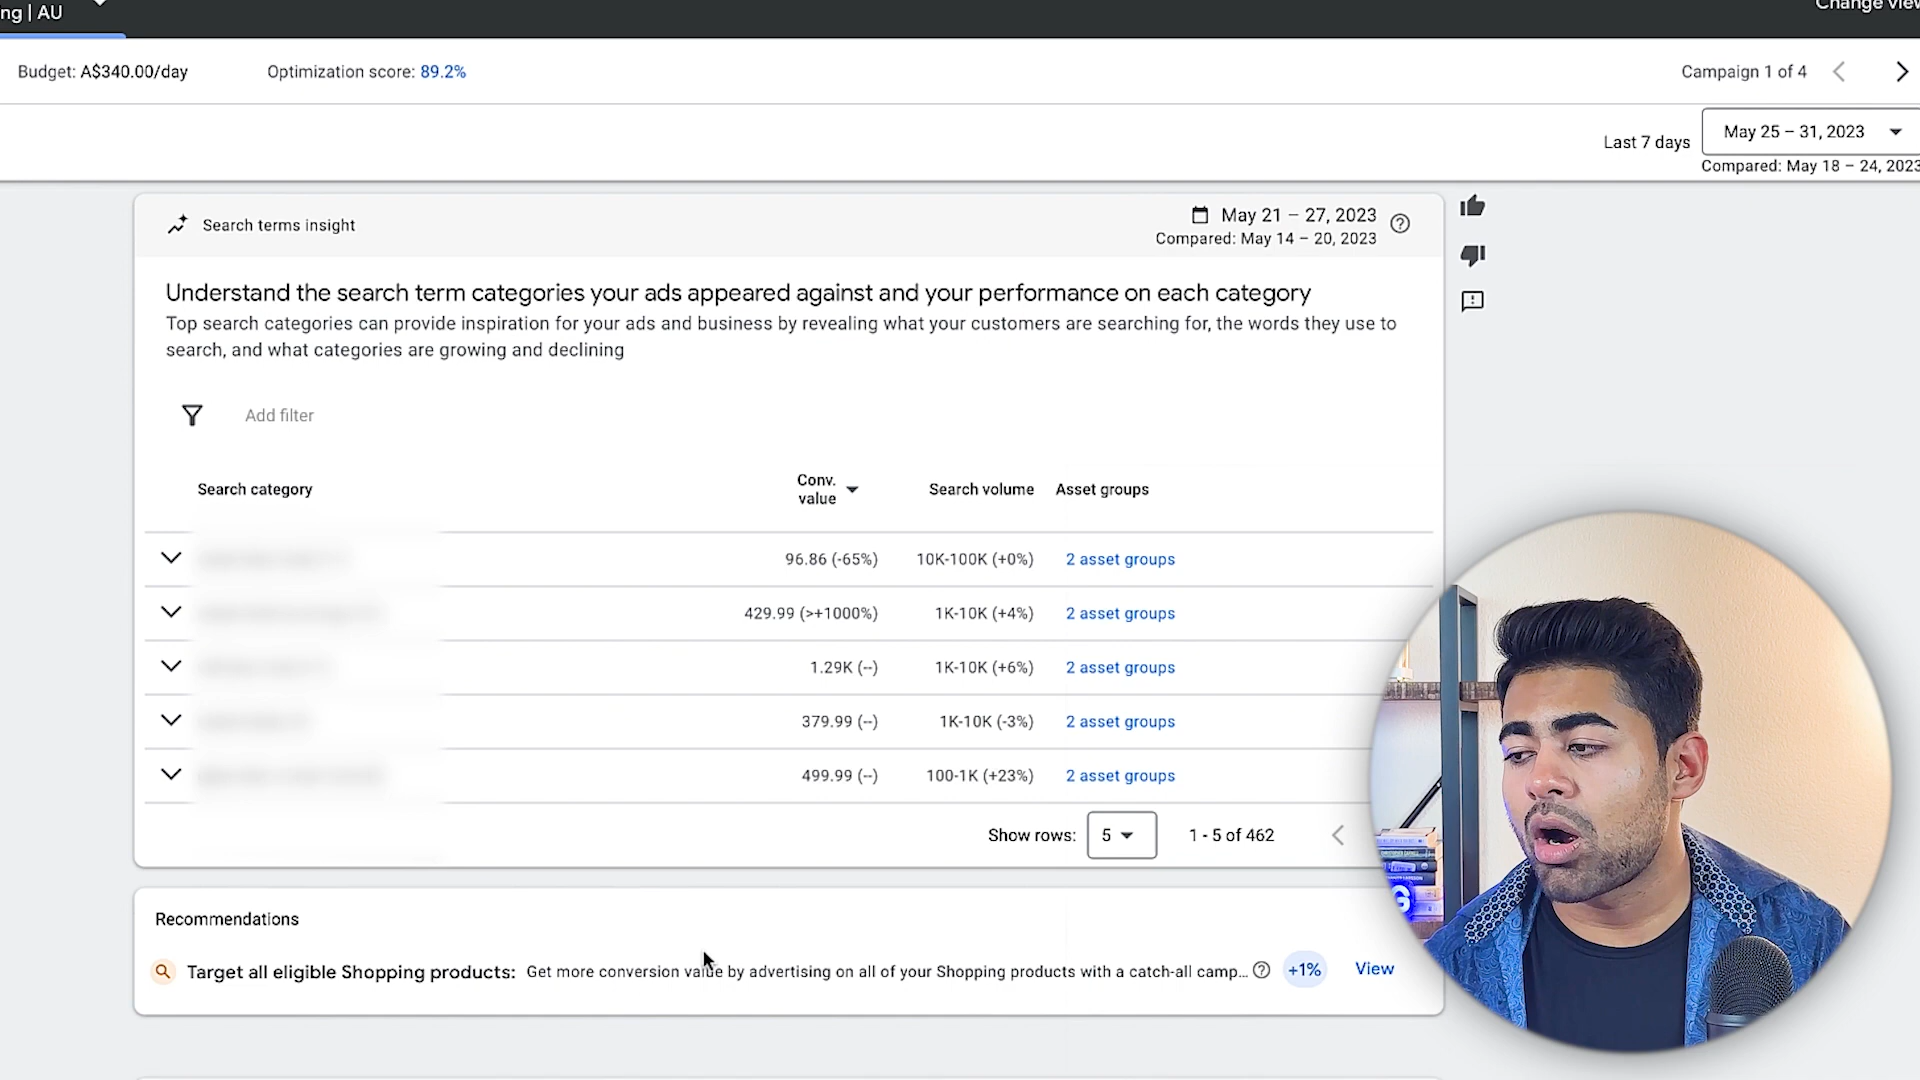 ng | AU
Change view
Budget: A$340.00/day
Optimization score: 89.2%
Campaign 1 of 4
Last 7 days
May 25 – 31, 2023
Compared: May 18 – 24, 2023
Search terms insight
May 21 – 27, 2023
Compared: May 14 – 20, 2023
Understand the search term categories your ads appeared against and your performance on each category
Top search categories can provide inspiration for your ads and business by revealing what your customers are searching for, the words they use to
search, and what categories are growing and declining
Add filter
Search category
Conv.
value
Search volume
Asset groups
96.86 (-65%)
10K-100K (+0%)
2 asset groups
429.99 (>+1000%)
1K-10K (+4%)
2 asset groups
1.29K (--)
1K-10K (+6%)
2 asset groups
379.99 (--)
1K-10K (-3%)
2 asset groups
499.99 (--)
100-1K (+23%)
2 asset groups
Show rows:
5
1 - 5 of 462
Recommendations
Target all eligible Shopping products:
Get more conversion value by advertising on all of your Shopping products with a catch-all camp...
+1%
View